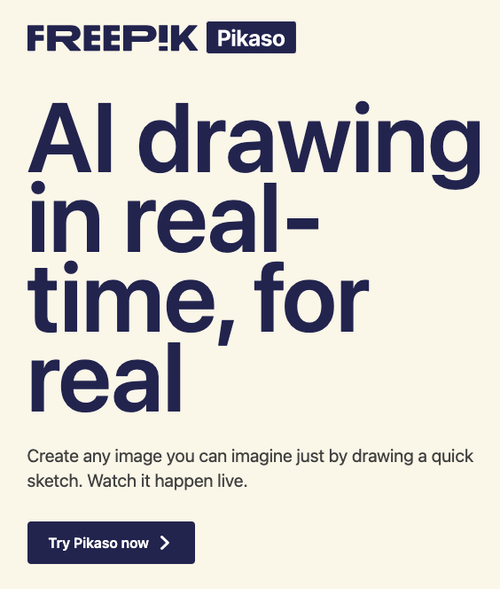 FREEP!K Pikaso
AI drawing
in real-
time, for
real
Create any image you can imagine just by drawing a quick
sketch. Watch it happen live.
Try Pikaso now